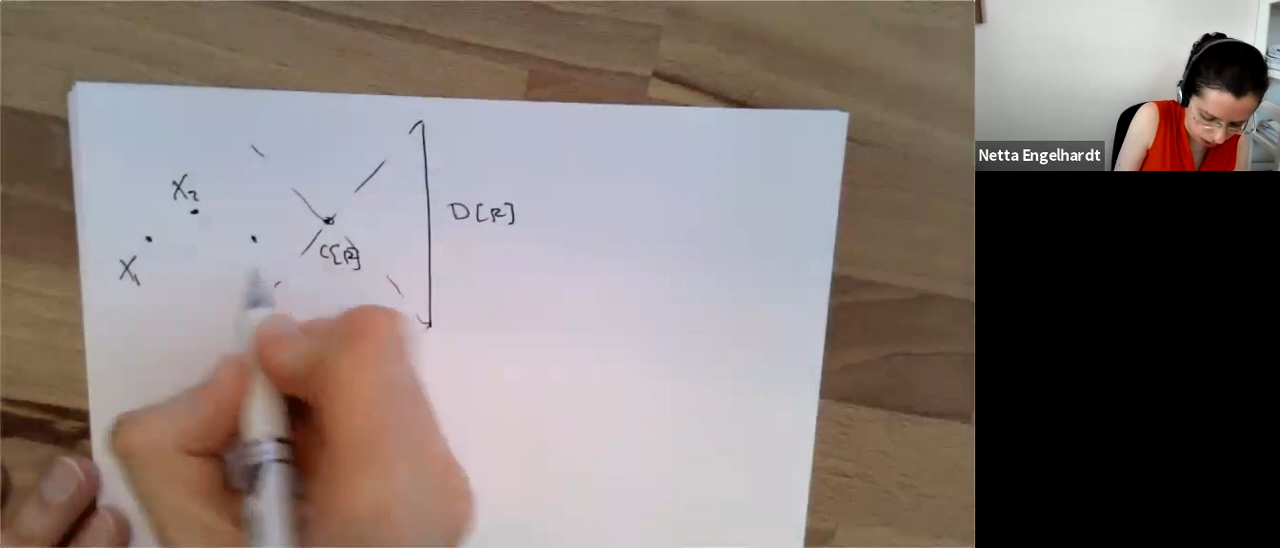 X₂
X₁
C[R]
D[R]
Netta Engelhardt